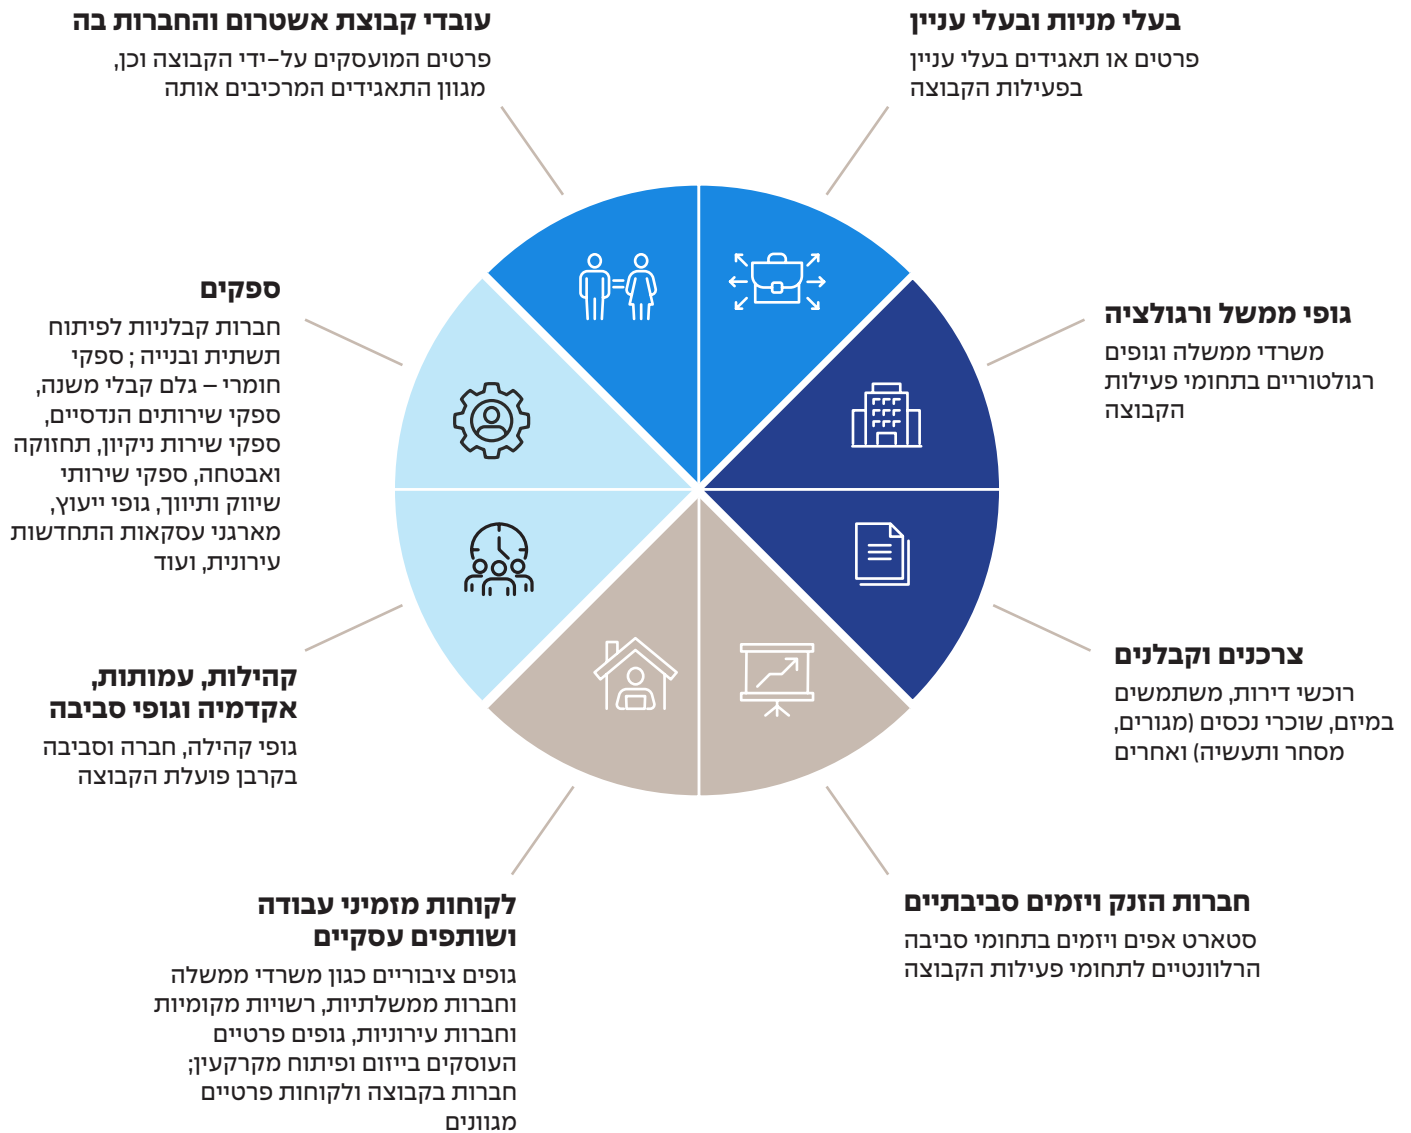 בעלי מניות ובעלי עניין
פרטים או תאגידים בעלי עניין
בפעילות הקבוצה
גופי ממשל ורגולציה
משרדי ממשלה וגופים
רגולטוריים בתחומי פעילות
הקבוצה
צרכנים וקבלנים
רוכשי דירות, משתמשים
במיזם, שוכרי נכסים (מגורים,
מסחר ותעשיה) ואחרים
חברות הזנק ויזמים סביבתיים
סטארט אפים ויזמים בתחומי סביבה
הרלוונטיים לתחומי פעילות הקבוצה
לקוחות מזמיני עבודה
ושותפים עסקיים
גופים ציבוריים כגון משרדי ממשלה
וחברות ממשלתיות, רשויות מקומיות
וחברות עירוניות, גופים פרטיים
העוסקים בייזום ופיתוח מקרקעין;
חברות בקבוצה ולקוחות פרטיים
מגוונים
קהילות, עמותות,
אקדמיה וגופי סביבה
גופי קהילה, חברה וסביבה
בקרבן פועלת הקבוצה
ספקים
חברות קבלניות לפיתוח
תשתית ובנייה ; ספקי
חומרי – גלם קבלי משנה,
ספקי שירותים הנדסיים,
ספקי שירות ניקיון, תחזוקה
ואבטחה, ספקי שירותי
שיווק ותיווך, גופי ייעוץ,
מארגני עסקאות התחדשות
עירונית, ועוד
עובדי קבוצת אשטרום והחברות בה
פרטים המועסקים על-ידי הקבוצה וכן,
מגוון התאגידים המרכיבים אותה